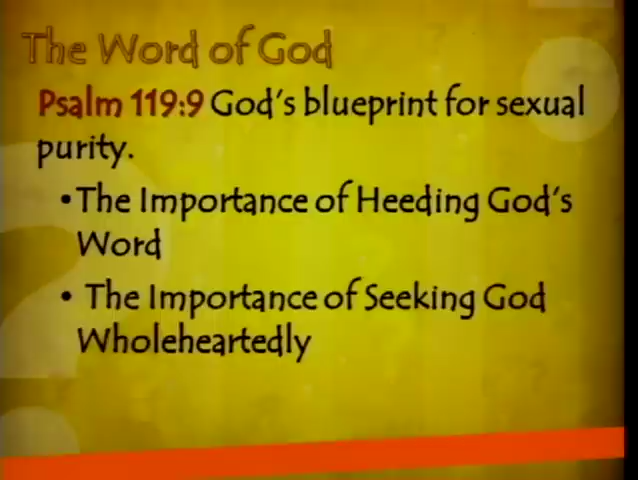 The Word of God
Psalm 119:9 God's blueprint for sexual
purity.
•The Importance of Heeding God's
Word
• The Importance of Seeking God
Wholeheartedly